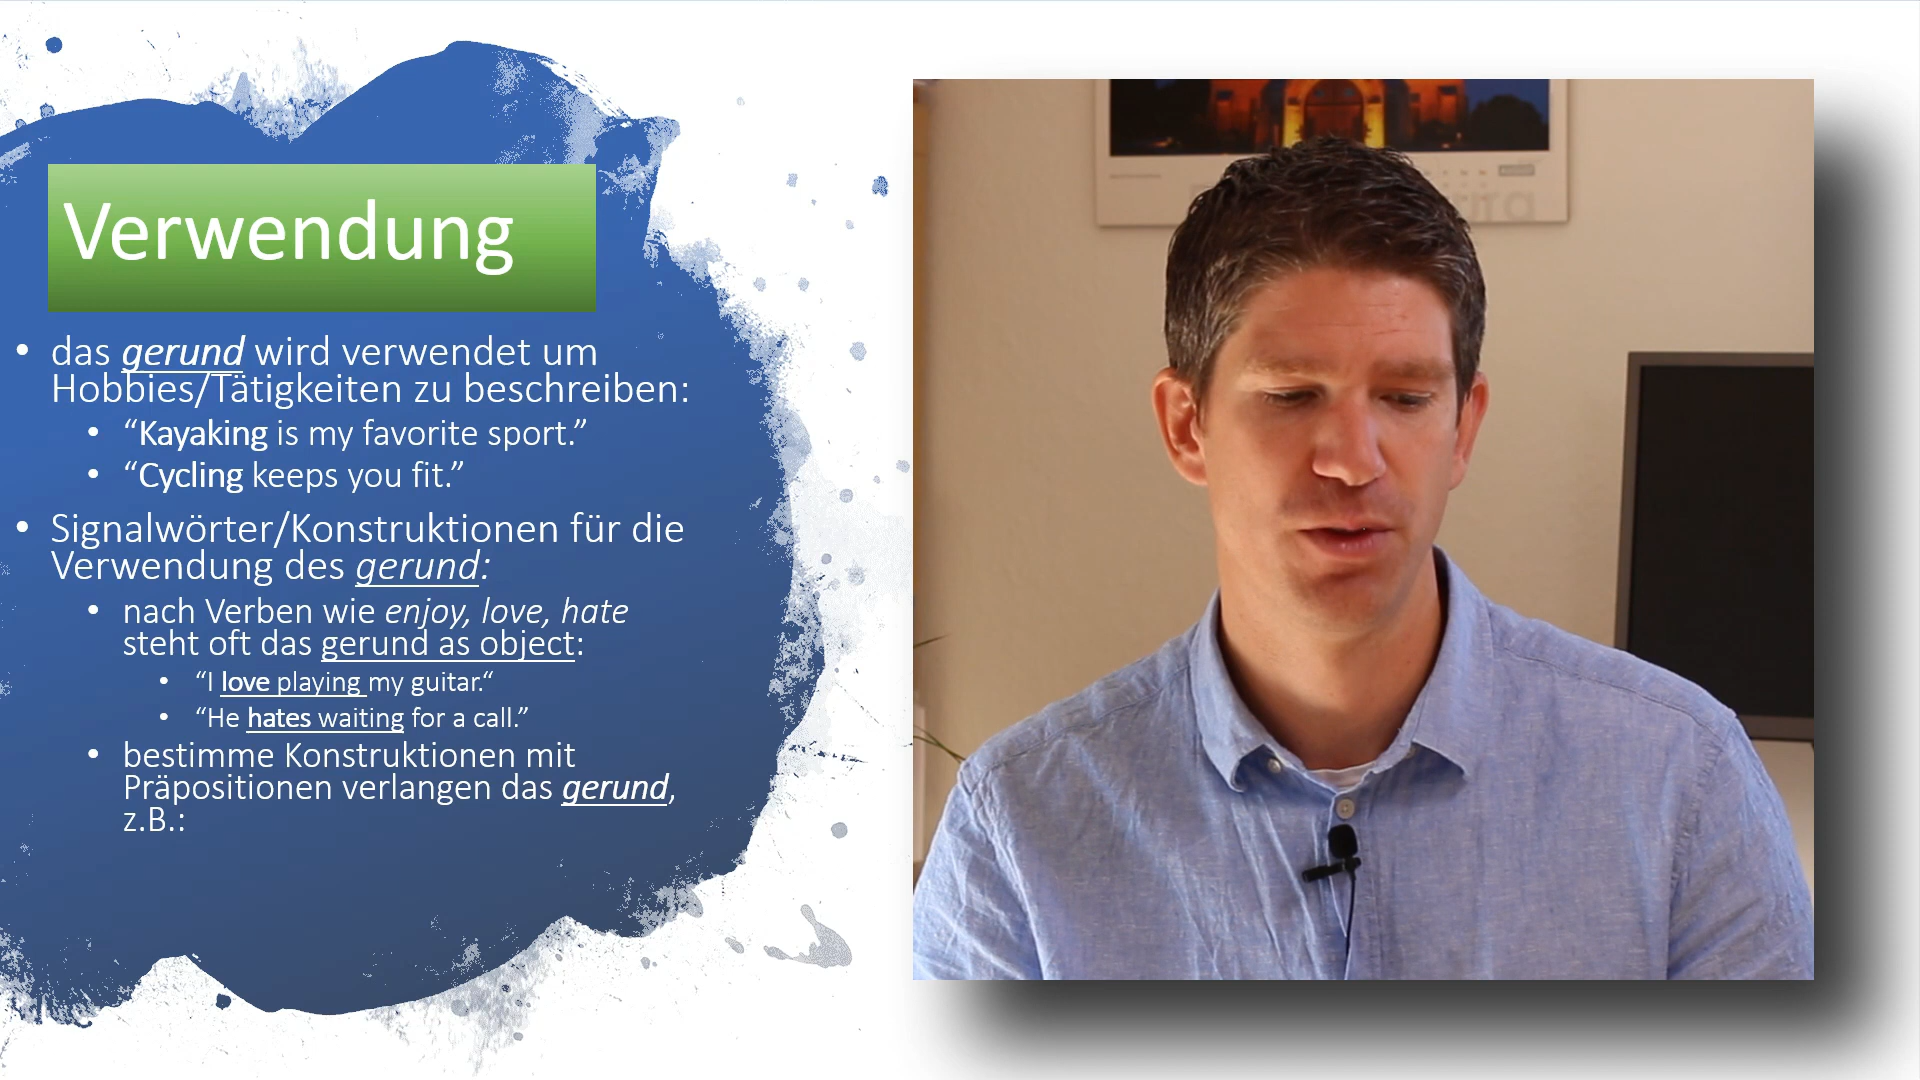 Verwendung
• das gerund wird verwendet um
Hobbies/Tätigkeiten zu beschreiben:
• “Kayaking is my favorite sport.”
• “Cycling keeps you fit.”
• Signalwörter/Konstruktionen für die
Verwendung des gerund:
• nach Verben wie enjoy, love, hate
steht oft das gerund as object:
• “I love playing my guitar.“
• “He hates waiting for a call.”
• bestimme Konstruktionen mit
Präpositionen verlangen das gerund,
z.B.: